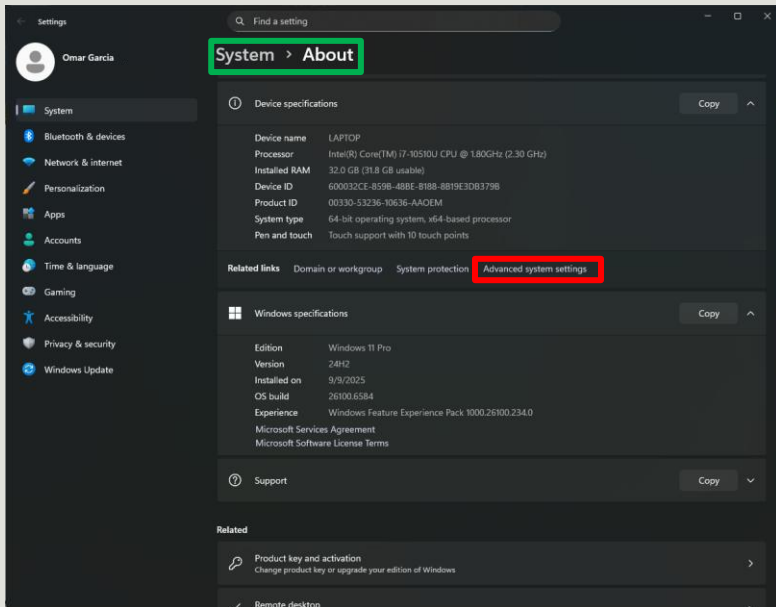 Settings
Find a setting
Omar Garcia
System > About
System
Bluetooth & devices
Network & internet
Personalization
Apps
Accounts
Time & language
Gaming
Accessibility
Privacy & security
Windows Update
Device specifications
Copy
Device name LAPTOP
Processor Intel(R) Core(TM) i7-10510U CPU @ 1.80GHz (2.30 GHz)
Installed RAM 32.0 GB (31.8 GB usable)
Device ID 600032CE-859B-48BE-8188-8819E3DB379B
Product ID 00330-53236-10636-AAOEM
System type 64-bit operating system, x64-based processor
Pen and touch Touch support with 10 touch points
Related links Domain or workgroup System protection Advanced system settings
Windows specifications
Copy
Edition Windows 11 Pro
Version 24H2
Installed on 9/9/2025
OS build 26100.6584
Experience Windows Feature Experience Pack 1000.26100.234.0
Microsoft Services Agreement
Microsoft Software License Terms
Support
Copy
Related
Product key and activation
Change product key or upgrade your edition of Windows
Remote desktop